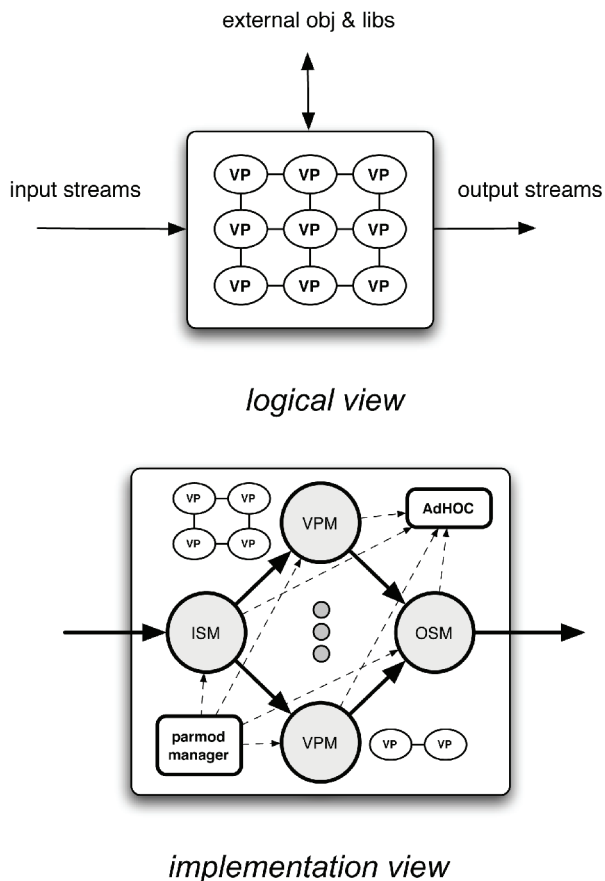 external obj & libs
input streams
output streams
VP VP VP
VP VP VP
VP VP VP
logical view
VP VP
VP VP
VPM
AdHOC
ISM
OSM
parmod
manager
VPM
VP VP
implementation view